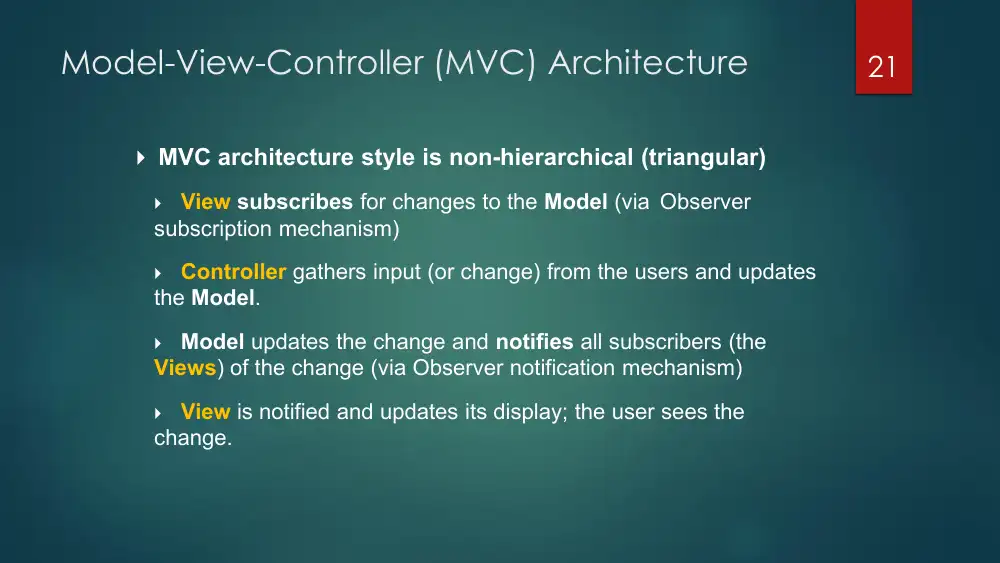 Model-View-Controller (MVC) Architecture
21
MVC architecture style is non-hierarchical (triangular)
View subscribes for changes to the Model (via Observer
subscription mechanism)
Controller gathers input (or change) from the users and updates
the Model.
Model updates the change and notifies all subscribers (the
Views) of the change (via Observer notification mechanism)
View is notified and updates its display; the user sees the
change.